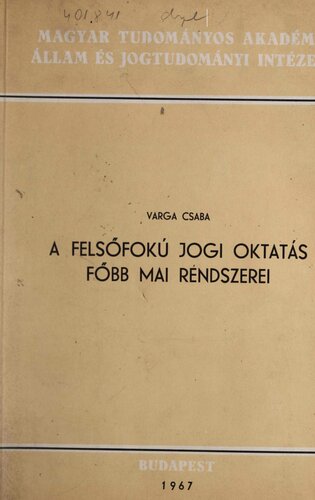 401.841
MAGYAR TUDOMÁNYOS AKADÉM
ÁLLAM ÉS JOGTUDOMÁNYI INTÉZE
VARGA CSABA
A FELSŐFOKÚ JOGI OKTATÁS
FŐBB MAI RENDSZEREI
BUDAPEST
1967